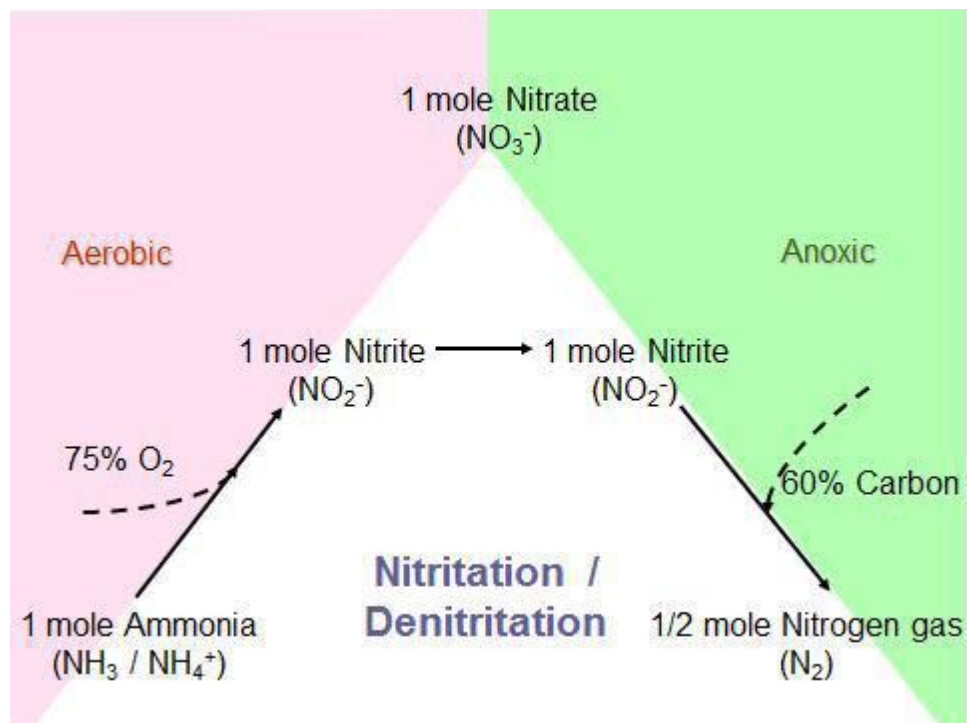 1 mole Nitrate
(NO₃⁻)
Aerobic
Anoxic
1 mole Nitrite
(NO₂⁻)
1 mole Nitrite
(NO₂⁻)
75% O₂
60% Carbon
Nitritation /
Denitritation
1 mole Ammonia
(NH₃ / NH₄⁺)
1/2 mole Nitrogen gas
(N₂)